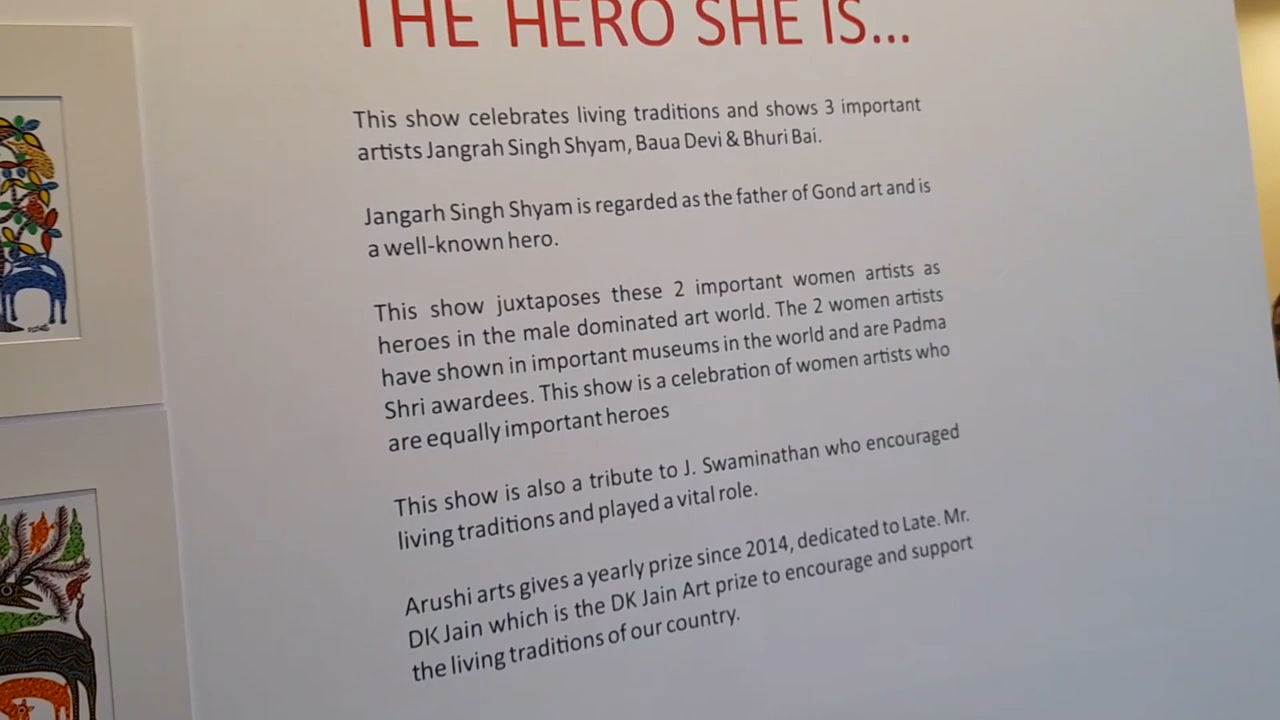 THE HERO SHE IS...
This show celebrates living traditions and shows 3 important
artists Jangrah Singh Shyam, Baua Devi & Bhuri Bai.
Jangarh Singh Shyam is regarded as the father of Gond art and is
a well-known hero.
This show juxtaposes these 2 important women artists as
heroes in the male dominated art world. The 2 women artists
have shown in important museums in the world and are Padma
Shri awardees. This show is a celebration of women artists who
are equally important heroes
This show is also a tribute to J. Swaminathan who encouraged
living traditions and played a vital role.
Arushi arts gives a yearly prize since 2014, dedicated to Late. Mr.
DK Jain which is the DK Jain Art prize to encourage and support
the living traditions of our country.